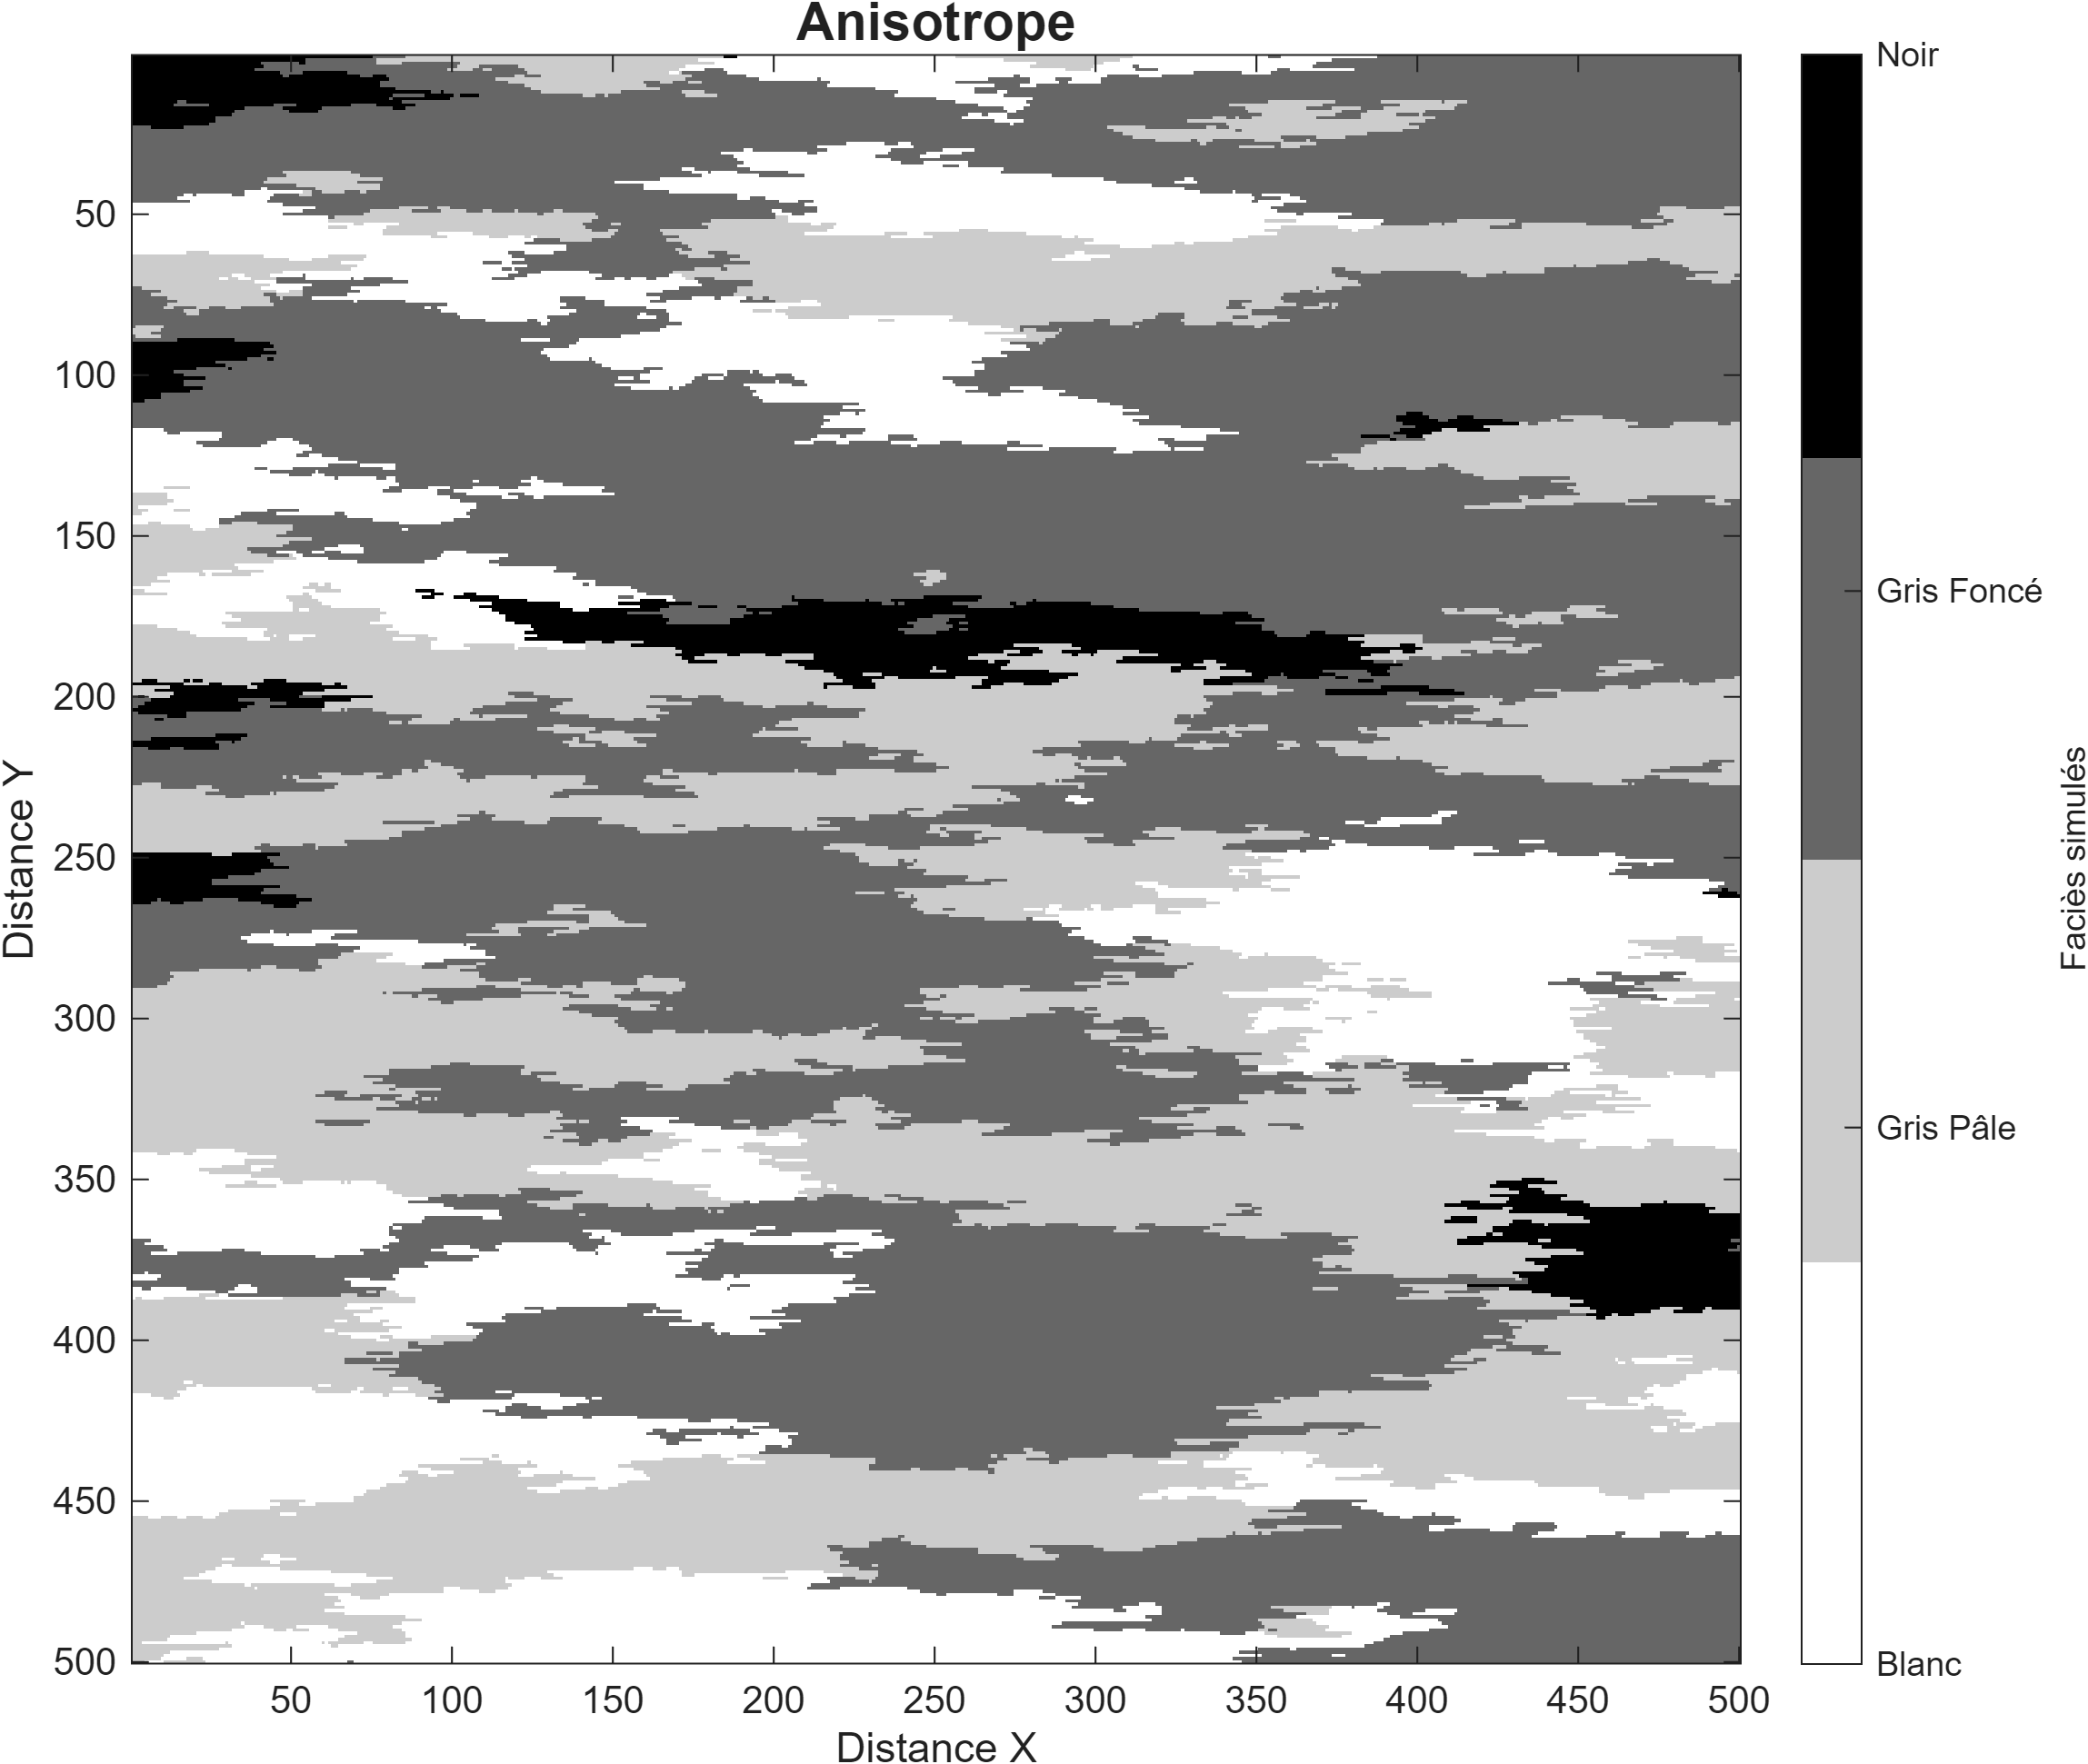 Anisotrope
Noir
Gris Foncé
Gris Pâle
Blanc
Faciès simulés
Distance Y
50
100
150
200
250
300
350
400
450
500
50 100 150 200 250 300 350 400 450 500
Distance X